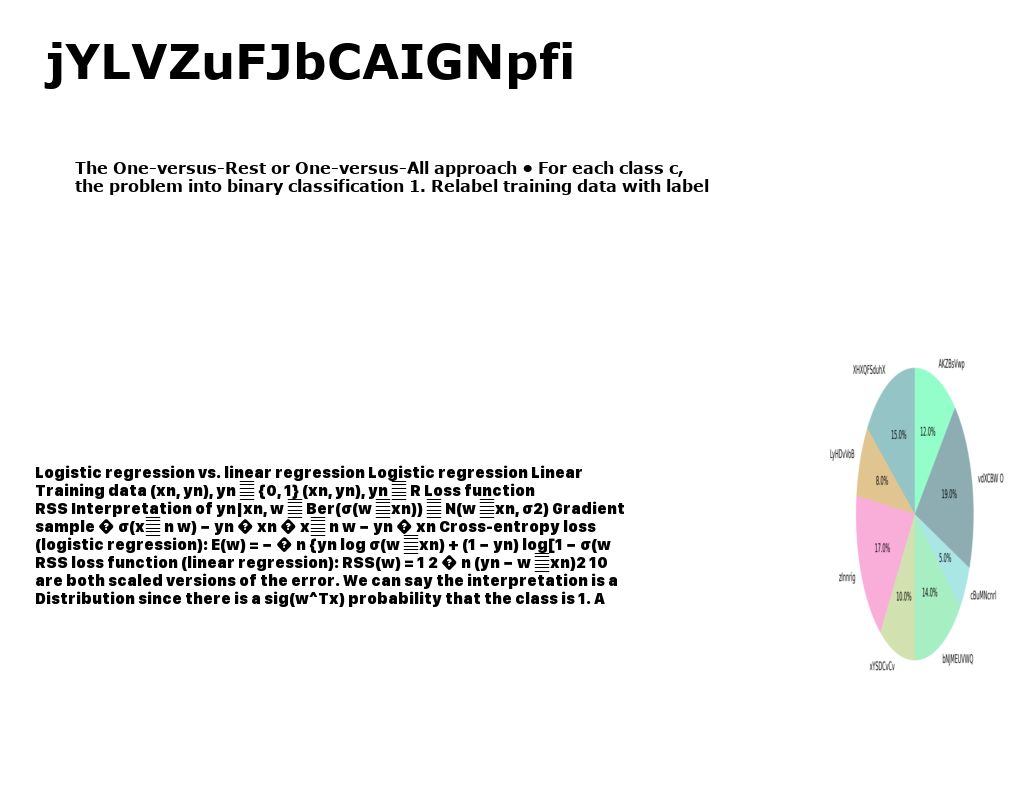 jYLVZuFJbCAIGNpfi
The One-versus-Rest or One-versus-All approach • For each class c,
the problem into binary classification 1. Relabel training data with label
Logistic regression vs. linear regression Logistic regression Linear
Training data (xn, yn), yn {0, 1} (xn, yn), yn R Loss function
RSS Interpretation of yn|xn, w Ber(σ(w xn)) N(w xn, σ2) Gradient
sample � σ(x n w) − yn � xn � x n w − yn � xn Cross-entropy loss
(logistic regression): E(w) = − � n {yn log σ(w xn) + (1 − yn) log[1 − σ(w
RSS loss function (linear regression): RSS(w) = 1 2 � n (yn − w xn)2 10
are both scaled versions of the error. We can say the interpretation is a
Distribution since there is a sig(w^Tx) probability that the class is 1. A
AKZBsVwp
XHXQFSduhX
12.0%
15.0%
LyHDvVoB
8.0%
vdXCBW O
19.0%
17.0%
5.0%
zlnnrig
10.0%
14.0%
cBuMNcnrl
xYSDCvCv
bNJMEUVWQ